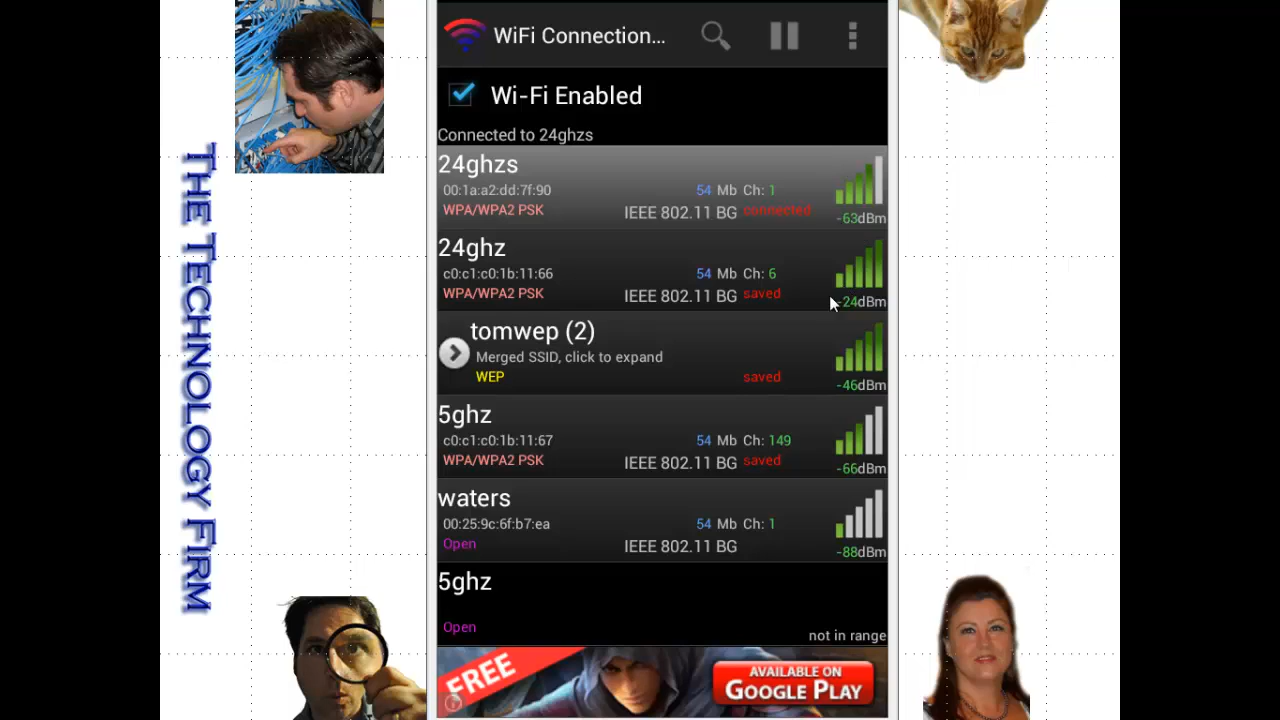 THE TECHNOLOGY FIRM
WiFi Connection...
Wi-Fi Enabled
Connected to 24ghzs
24ghzs
00:1a:a2:dd:7f:90 54 Mb Ch: 1
WPA/WPA2 PSK IEEE 802.11 BG connected
-63dBm
24ghz
c0:c1:c0:1b:11:66 54 Mb Ch: 6
WPA/WPA2 PSK IEEE 802.11 BG saved
-24dBm
tomwep (2)
Merged SSID, click to expand
WEP saved
-46dBm
5ghz
c0:c1:c0:1b:11:67 54 Mb Ch: 149
WPA/WPA2 PSK IEEE 802.11 BG saved
-66dBm
waters
00:25:9c:6f:b7:ea 54 Mb Ch: 1
Open IEEE 802.11 BG
-88dBm
5ghz
Open
not in range
FREE
AVAILABLE ON
GOOGLE PLAY